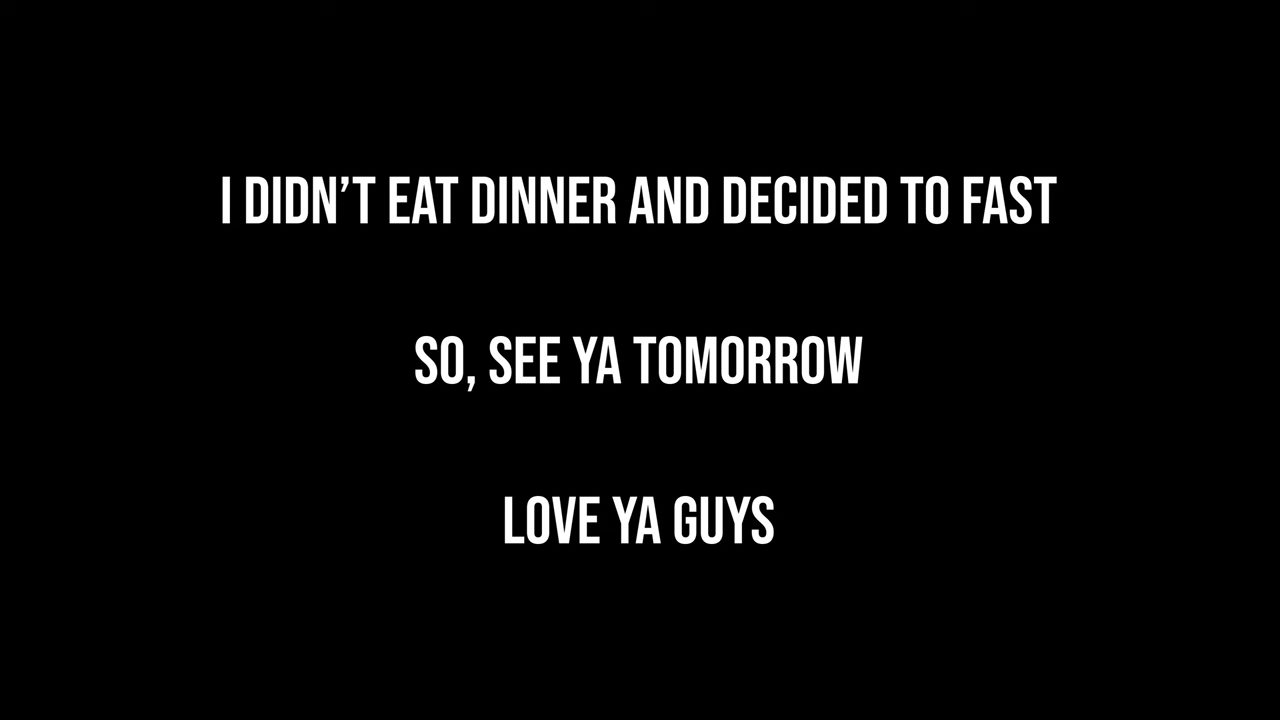 I DIDN’T EAT DINNER AND DECIDED TO FAST
SO, SEE YA TOMORROW
LOVE YA GUYS